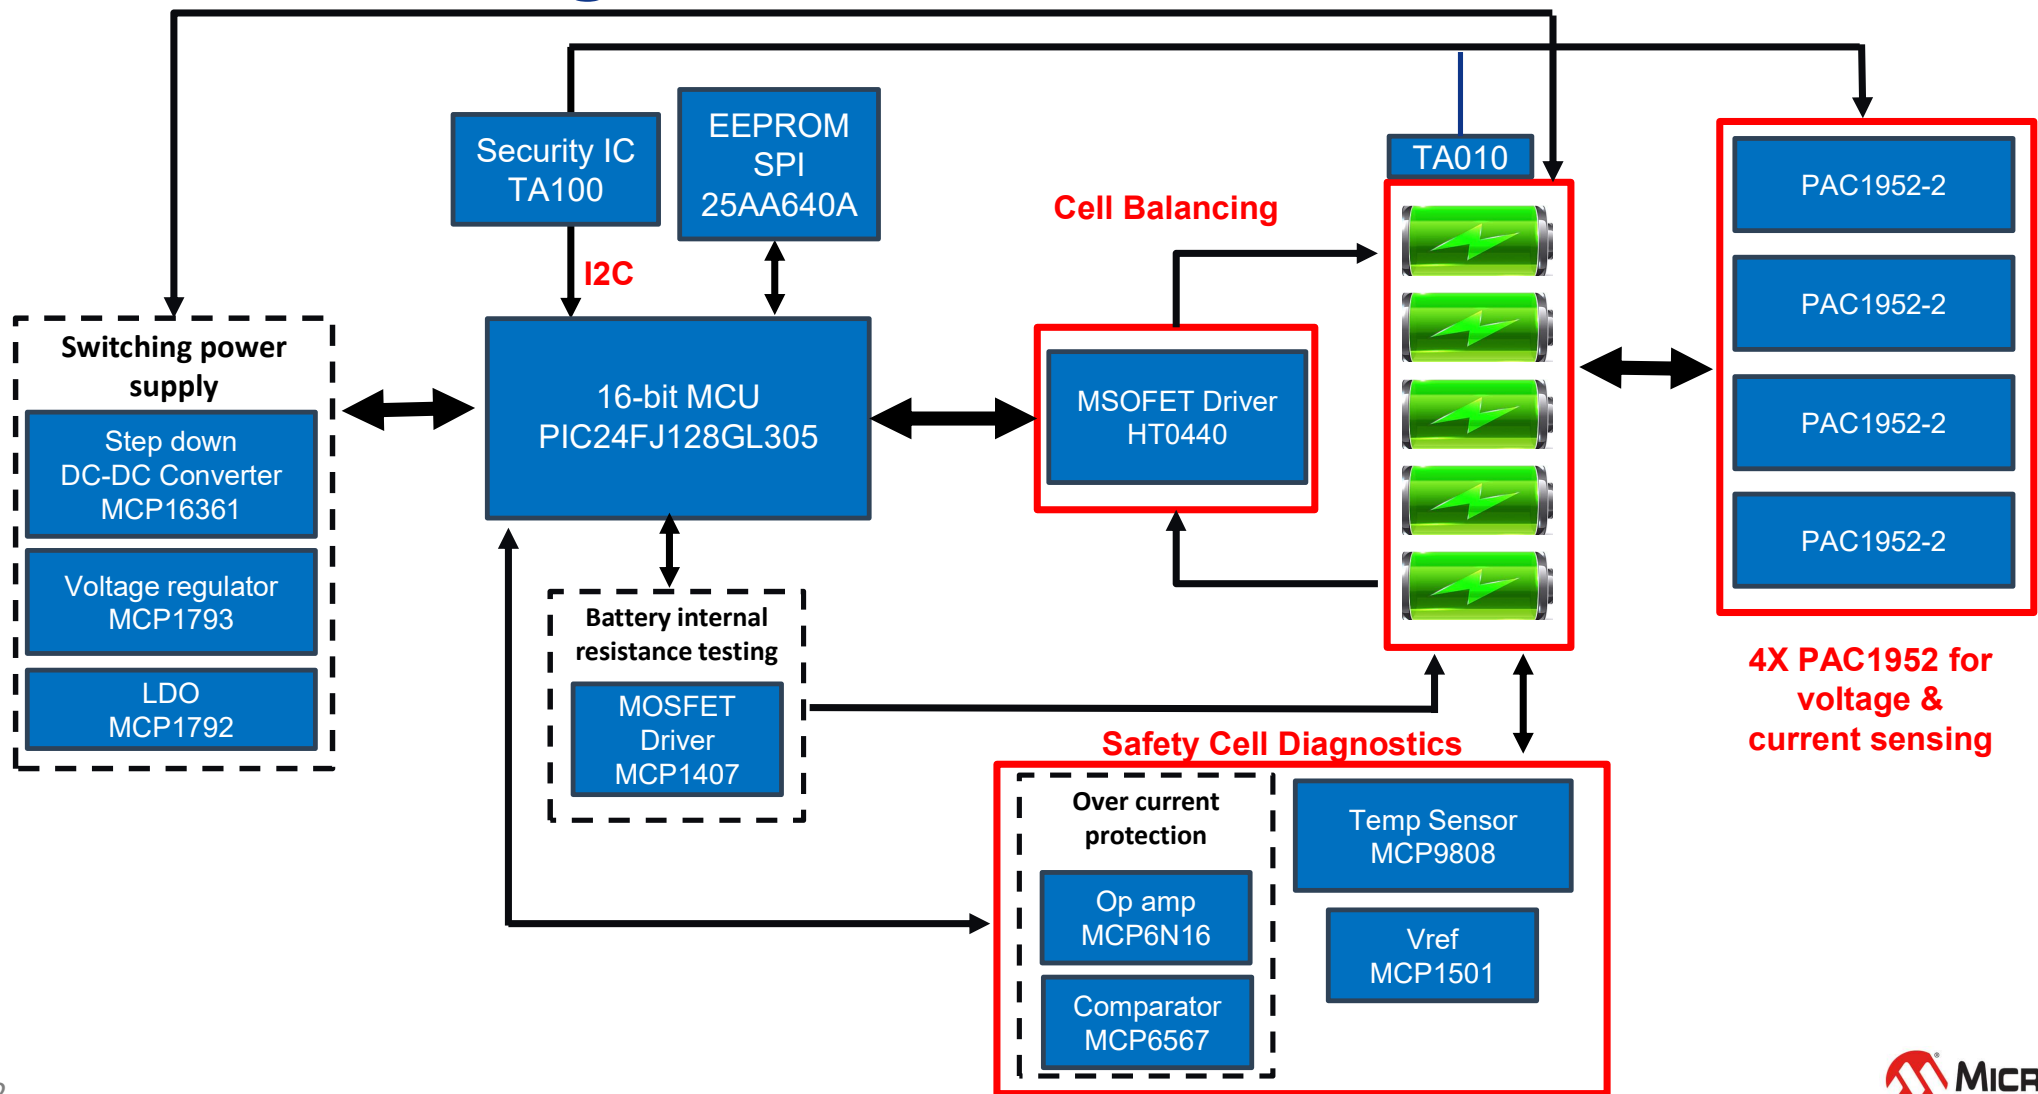 Security IC
TA100
EEPROM
SPI
25AA640A
TA010
PAC1952-2
Cell Balancing
I2C
PAC1952-2
Switching power
supply
16-bit MCU
PIC24FJ128GL305
MSOFET Driver
HT0440
PAC1952-2
Step down
DC-DC Converter
MCP16361
PAC1952-2
Voltage regulator
MCP1793
Battery internal
resistance testing
LDO
MCP1792
MOSFET
Driver
MCP1407
4X PAC1952 for
voltage &
current sensing
Safety Cell Diagnostics
Over current
protection
Temp Sensor
MCP9808
Op amp
MCP6N16
Vref
MCP1501
Comparator
MCP6567